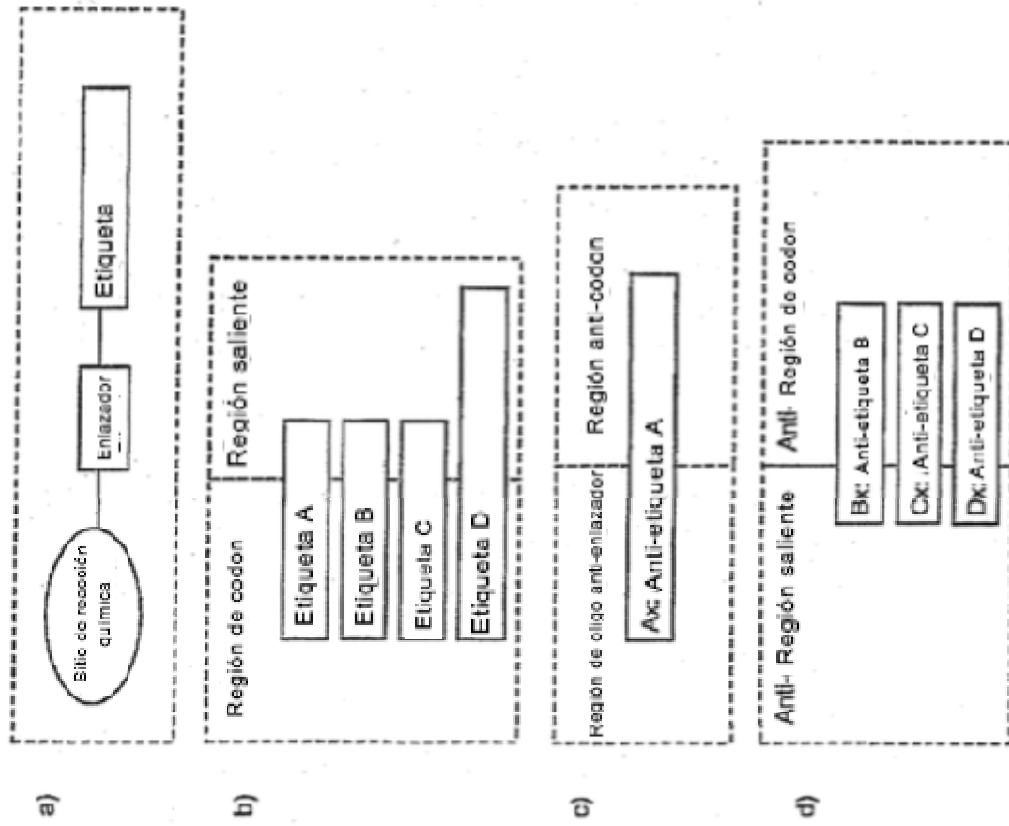 a)
Sitio de reacción
química
Enlazador
Etiqueta
b)
Región de codon
Región saliente
Etiqueta A
Etiqueta B
Etiqueta C
Etiqueta D
c)
Región de oligo anti-enlazador
Región anti-codon
Ax: Anti-etiqueta A
d)
Anti- Región saliente
Anti- Región de codon
Bx: Anti-etiqueta B
Cx: Anti-etiqueta C
Dx: Anti-etiqueta D